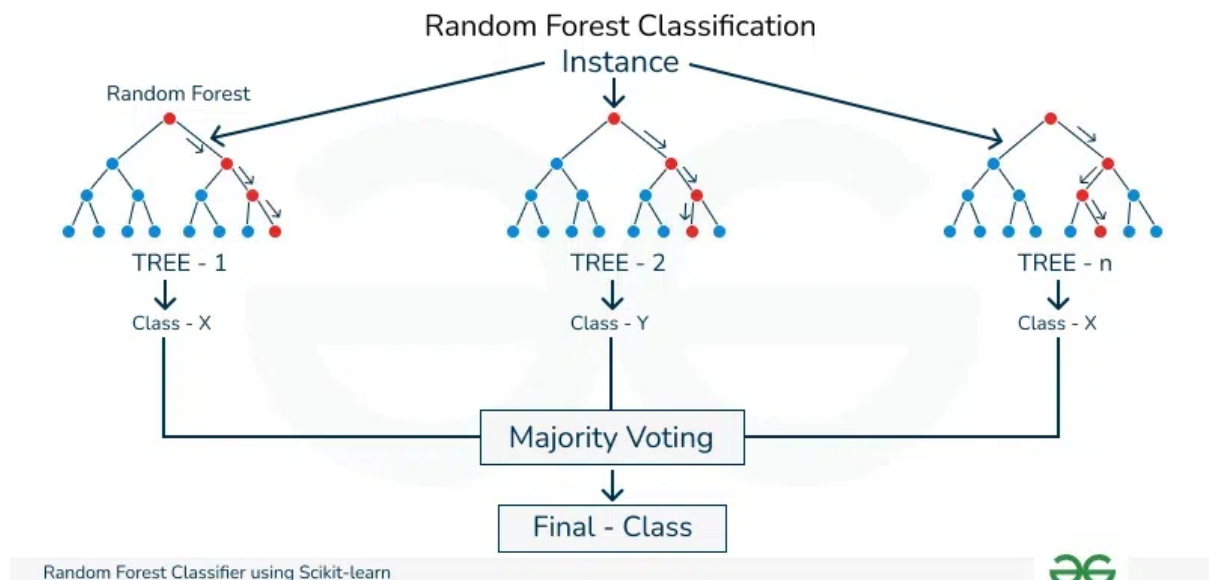 Random Forest Classification
Instance
Random Forest
TREE - 1
TREE - 2
TREE - n
Class - X
Class - Y
Class - X
Majority Voting
Final - Class
Random Forest Classifier using Scikit-learn